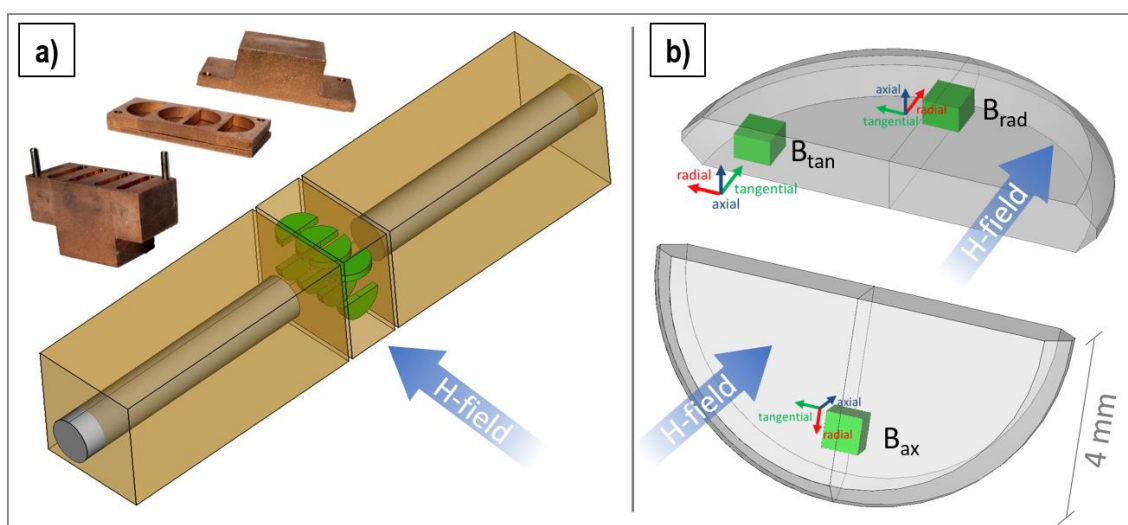 a)
H-field
b)
axial
radial
tangential
B_rad
B_tan
radial
tangential
axial
H-field
H-field
axial
tangential
radial
B_ax
4 mm